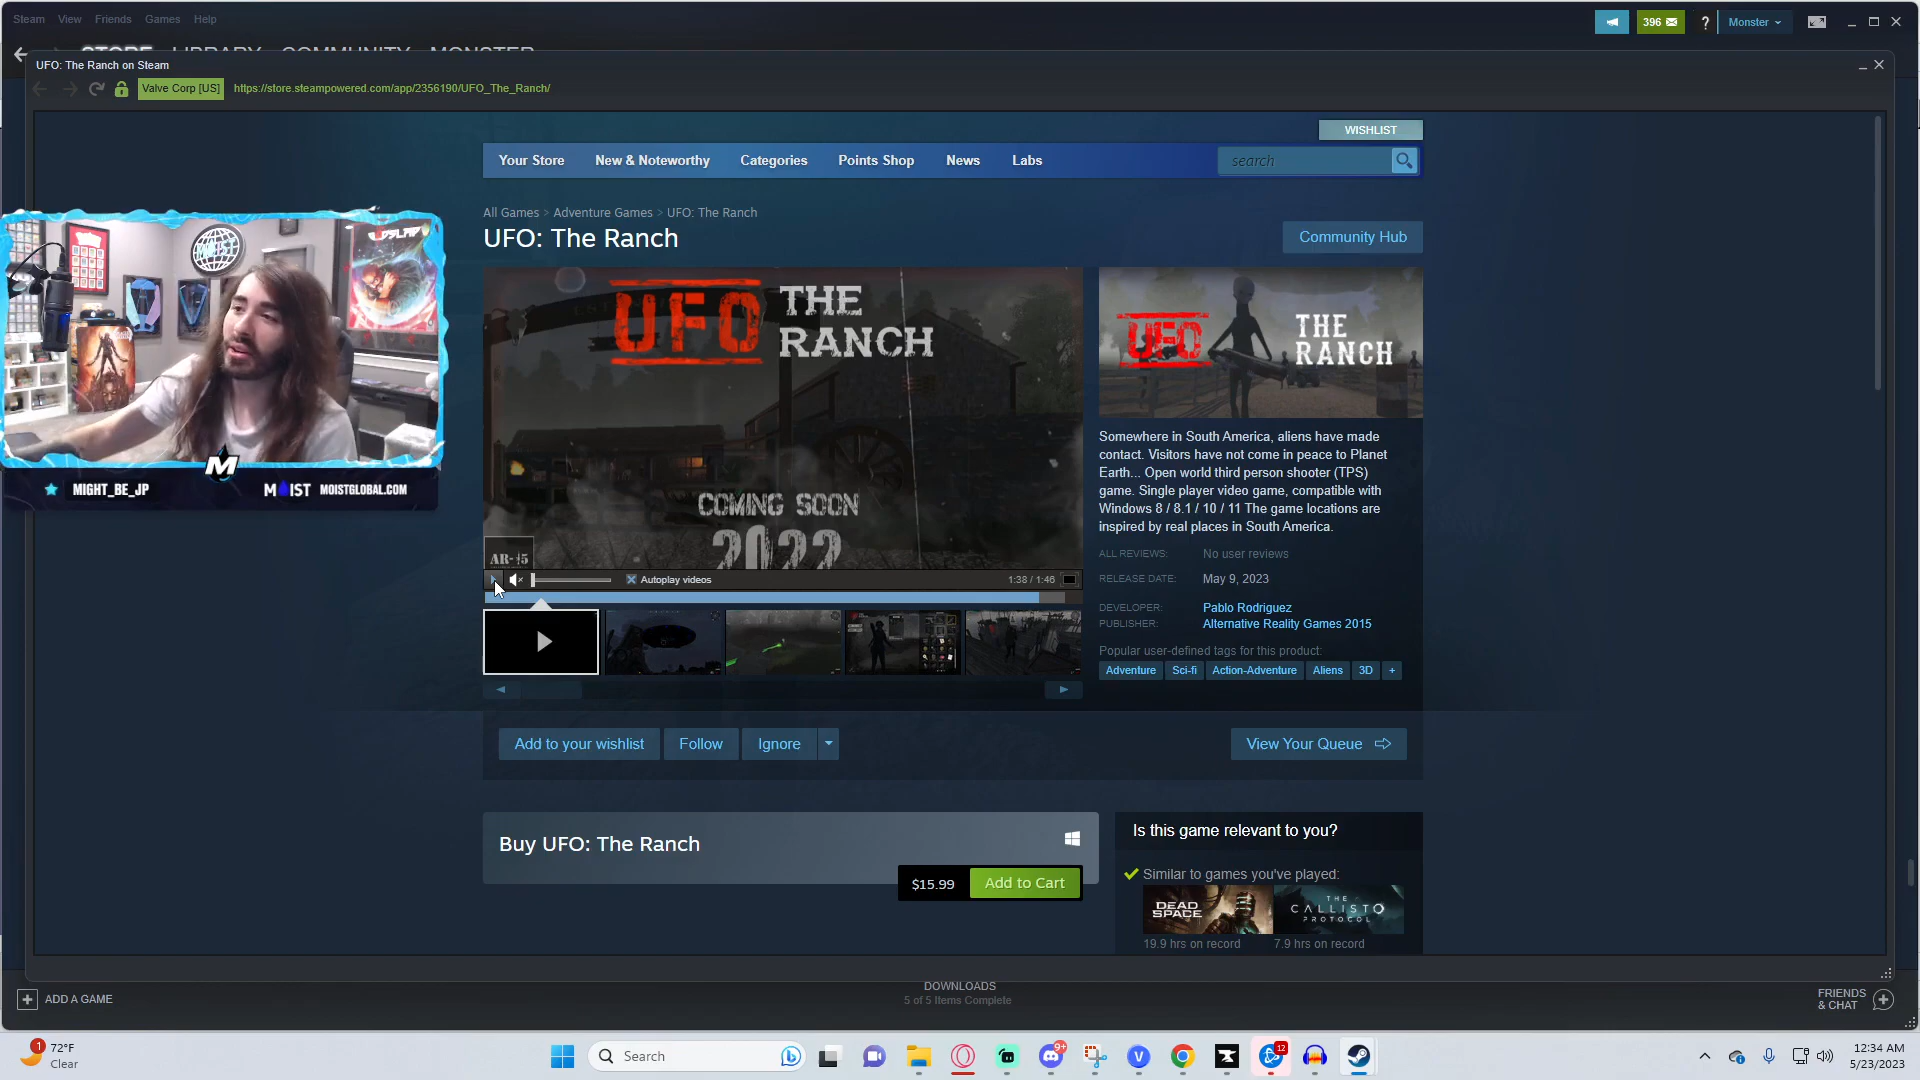 Steam View Friends Games Help
396
?
Monster
STORE LIBRARY COMMUNITY MONSTER
UFO: The Ranch on Steam
Valve Corp [US] https://store.steampowered.com/app/2356190/UFO_The_Ranch/
WISHLIST
Your Store New & Noteworthy Categories Points Shop News Labs search
All Games > Adventure Games > UFO: The Ranch
UFO: The Ranch
Community Hub
UFO THE RANCH
COMING SOON
2022
AR-15
Autoplay videos
1:38 / 1:46
UFO THE RANCH
Somewhere in South America, aliens have made
contact. Visitors have not come in peace to Planet
Earth... Open world third person shooter (TPS)
game. Single player video game, compatible with
Windows 8 / 8.1 / 10 / 11 The game locations are
inspired by real places in South America.
ALL REVIEWS: No user reviews
RELEASE DATE: May 9, 2023
DEVELOPER: Pablo Rodriguez
PUBLISHER: Alternative Reality Games 2015
Popular user-defined tags for this product:
Adventure Sci-fi Action-Adventure Aliens 3D +
M
MIGHT_BE_JP MOIST MOISTGLOBAL.COM
Add to your wishlist Follow Ignore View Your Queue
Buy UFO: The Ranch
$15.99 Add to Cart
Is this game relevant to you?
Similar to games you've played:
DEAD SPACE
THE CALLISTO PROTOCOL
19.9 hrs on record 7.9 hrs on record
ADD A GAME
DOWNLOADS
5 of 5 Items Complete
FRIENDS
& CHAT
1
72°F
Clear
Search
9+
12
12:34 AM
5/23/2023